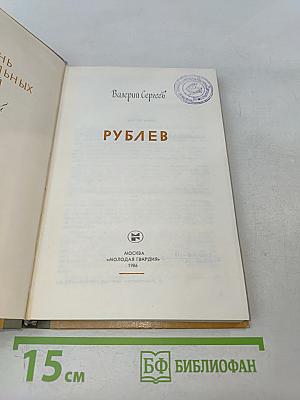 Валерий Сергеев
РУБЛЕВ
МОСКВА
«МОЛОДАЯ ГВАРДИЯ»
1986
15 см
БФ БИБЛИОФАН